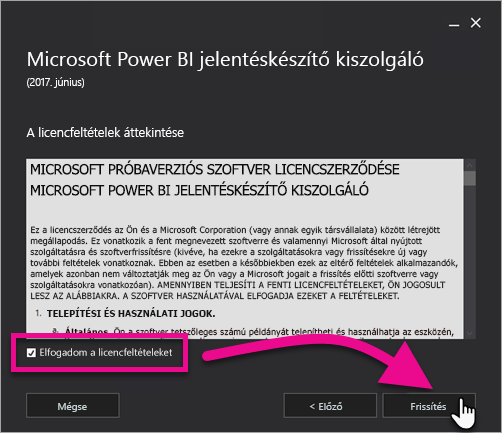 Microsoft Power BI jelentéskészítő kiszolgáló
(2017. június)
A licencfeltételek áttekintése
MICROSOFT PRÓBAVERZIÓS SZOFTVER LICENCSZERZŐDÉSE
MICROSOFT POWER BI JELENTÉSKÉSZÍTŐ KISZOLGÁLÓ
Ez a licencszerződés az Ön és a Microsoft Corporation (vagy annak egyik társvállalata) között létrejött
megállapodás. Ez vonatkozik a fent megnevezett szoftverre és valamennyi Microsoft által nyújtott
szolgáltatásra és szoftverfrissítésre (kivéve, ha ezekre a szolgáltatásokra vagy frissítésekre új vagy
további feltételek vonatkoznak. Ebben az esetben a későbbiekben ezek az eltérő feltételek alkalmazandók,
amelyek azonban nem változtatják meg az Ön vagy a Microsoft jogait a frissítés előtti szoftverre vagy
szolgáltatásokra vonatkozóan). AMENNYIBEN TELJESÍTI A FENTI LICENCFELTÉTELEKET, ÖN JOGOSULT
LESZ AZ ALÁBBIAKRA. A SZOFTVER HASZNÁLATÁVAL ELFOGADJA EZEKET A FELTÉTELEKET.
1. TELEPÍTÉSI ÉS HASZNÁLATI JOGOK.
a. Általános. Ön a szoftver tetszőleges számú példányát telepítheti és használhatja az eszközén,
Elfogadom a licencfeltételeket
Mégse
< Előző
Frissítés